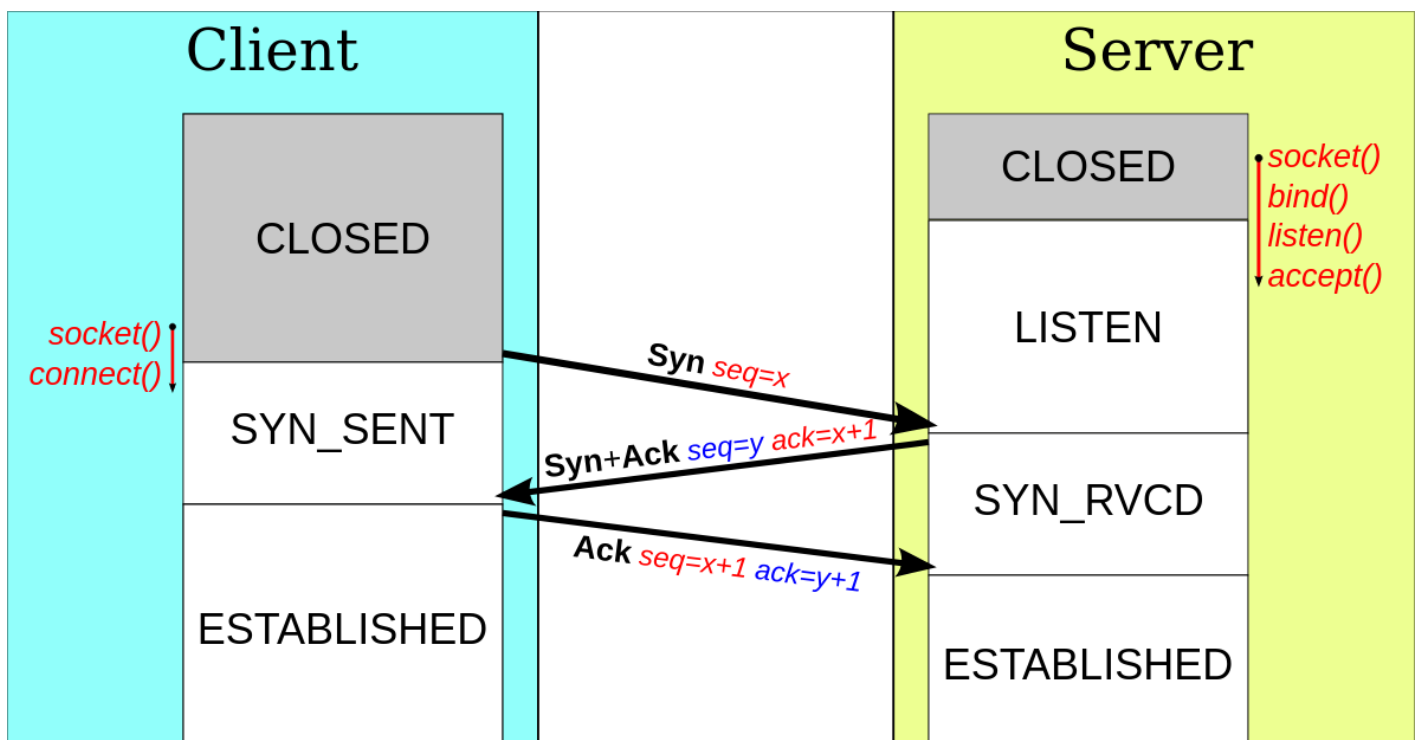 Client
CLOSED
socket()
connect()
SYN_SENT
ESTABLISHED
Syn seq=x
Syn+Ack seq=y ack=x+1
Ack seq=x+1 ack=y+1
Server
CLOSED
socket()
bind()
listen()
accept()
LISTEN
SYN_RVCD
ESTABLISHED